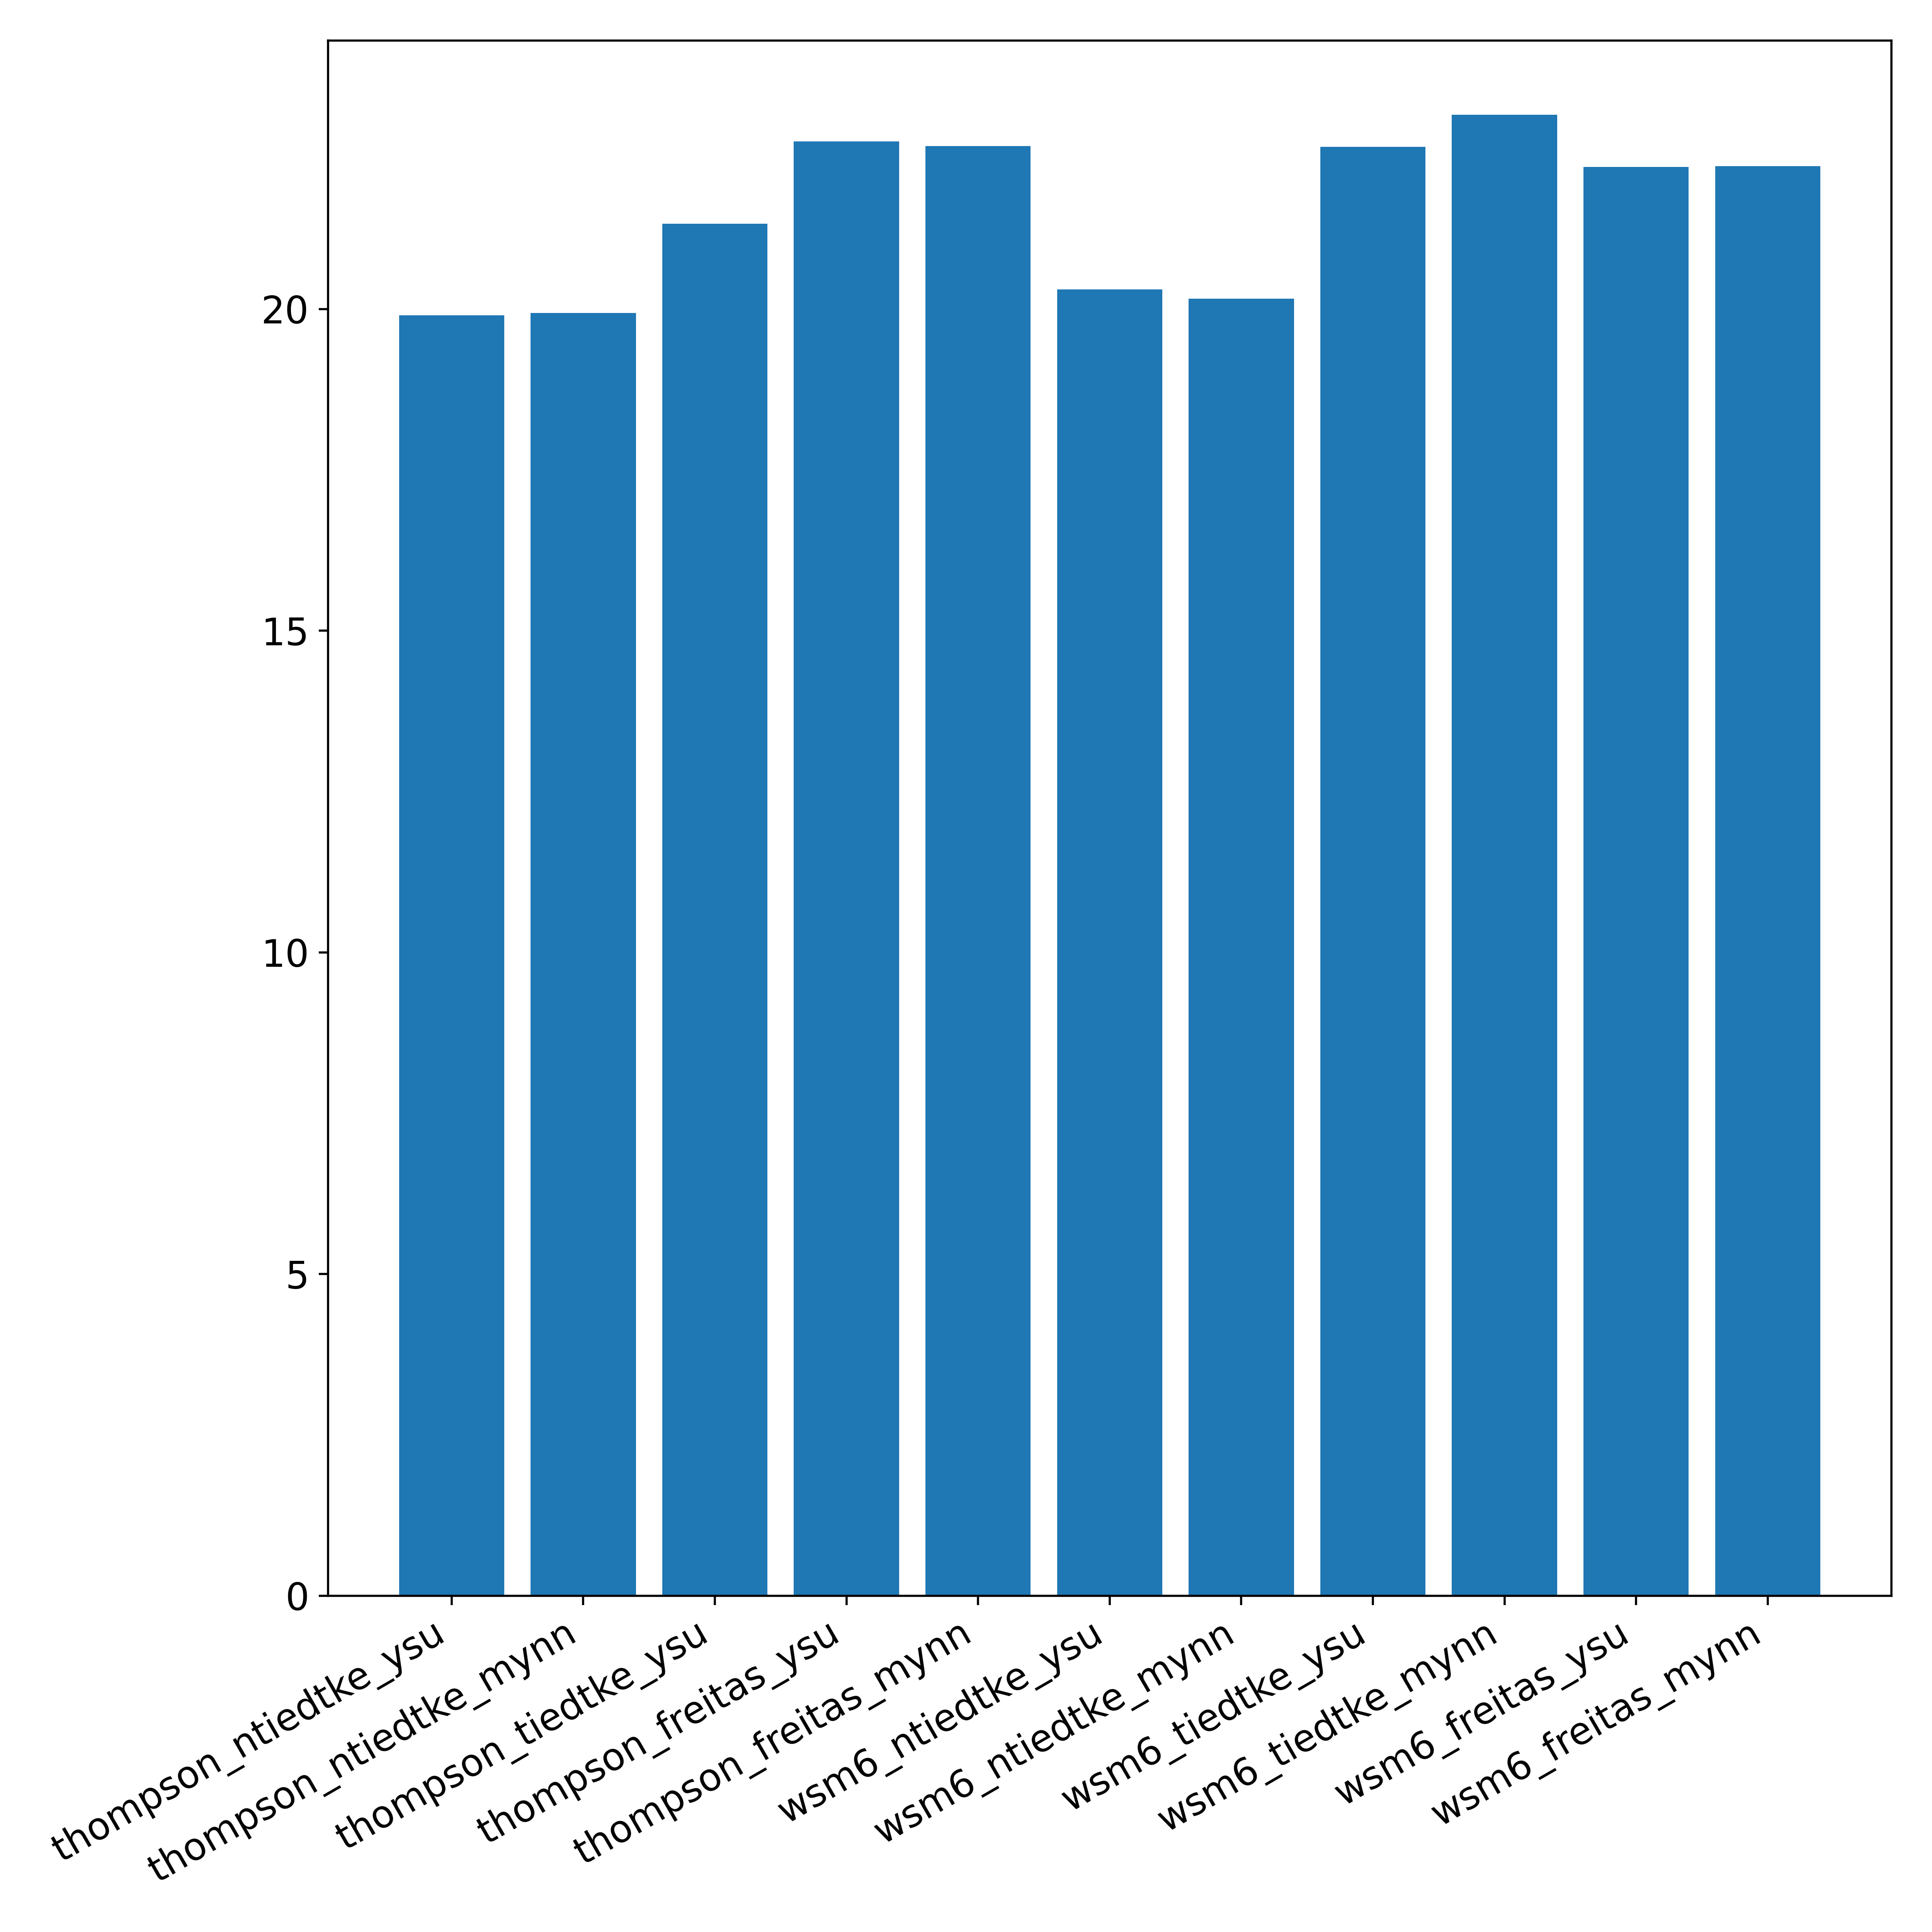 20
15
10
5
0
thompson_ntiedtke_ysu
thompson_ntiedtke_mynn
thompson_tiedtke_ysu
thompson_freitas_ysu
thompson_freitas_mynn
wsm6_ntiedtke_ysu
wsm6_ntiedtke_mynn
wsm6_tiedtke_ysu
wsm6_tiedtke_mynn
wsm6_freitas_ysu
wsm6_freitas_mynn